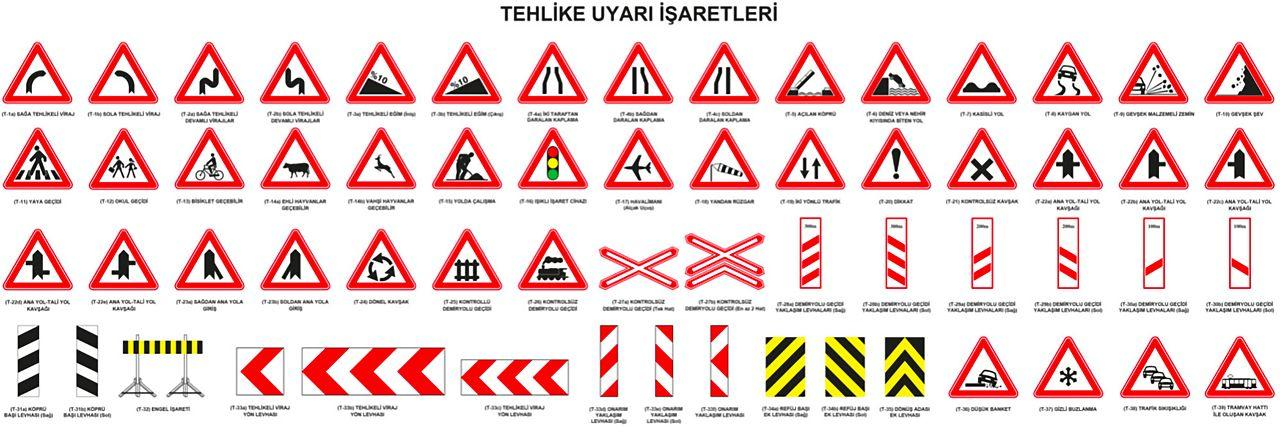 TEHLİKE UYARI İŞARETLERİ
%10
%10
(T-1a) SAĞA TEHLİKELİ VİRAJ
(T-1b) SOLA TEHLİKELİ VİRAJ
(T-2a) SAĞA TEHLİKELİ
DEVAMLI VİRAJLAR
(T-2b) SOLA TEHLİKELİ
DEVAMLI VİRAJLAR
(T-3a) TEHLİKELİ EĞİM (İniş)
(T-3b) TEHLİKELİ EĞİM (Çıkış)
(T-4a) İKİ TARAFTAN
DARALAN KAPLAMA
(T-4b) SAĞDAN
DARALAN KAPLAMA
(T-4c) SOLDAN
DARALAN KAPLAMA
(T-5) AÇILAN KÖPRÜ
(T-6) DENİZ VEYA NEHİR
KIYISINDA BİTEN YOL
(T-7) KASİSLİ YOL
(T-8) KAYGAN YOL
(T-9) GEVŞEK MALZEMELİ ZEMİN
(T-10) GEVŞEK ŞEV
(T-11) YAYA GEÇİDİ
(T-12) OKUL GEÇİDİ
(T-13) BİSİKLET GEÇEBİLİR
(T-14a) EHLİ HAYVANLAR
GEÇEBİLİR
(T-14b) VAHŞİ HAYVANLAR
GEÇEBİLİR
(T-15) YOLDA ÇALIŞMA
(T-16) IŞIKLI İŞARET CİHAZI
(T-17) HAVALİMANI
(Alçak Uçuş)
(T-18) YANDAN RÜZGAR
(T-19) İKİ YÖNLÜ TRAFİK
(T-20) DİKKAT
(T-21) KONTROLSÜZ KAVŞAK
(T-22a) ANA YOL-TALİ YOL
KAVŞAĞI
(T-22b) ANA YOL-TALİ YOL
KAVŞAĞI
(T-22c) ANA YOL-TALİ YOL
KAVŞAĞI
300m
300m
200m
200m
100m
100m
(T-22d) ANA YOL-TALİ YOL
KAVŞAĞI
(T-22e) ANA YOL-TALİ YOL
KAVŞAĞI
(T-23a) SAĞDAN ANA YOLA
GİRİŞ
(T-23b) SOLDAN ANA YOLA
GİRİŞ
(T-24) DÖNEL KAVŞAK
(T-25) KONTROLLÜ
DEMİRYOLU GEÇİDİ
(T-26) KONTROLSÜZ
DEMİRYOLU GEÇİDİ
(T-27a) KONTROLSÜZ
DEMİRYOLU GEÇİDİ (Tek Hat)
(T-27b) KONTROLSÜZ
DEMİRYOLU GEÇİDİ (En az 2 Hat)
(T-28a) DEMİRYOLU GEÇİDİ
YAKLAŞIM LEVHALARI (Sağ)
(T-28b) DEMİRYOLU GEÇİDİ
YAKLAŞIM LEVHALARI (Sol)
(T-29a) DEMİRYOLU GEÇİDİ
YAKLAŞIM LEVHALARI (Sağ)
(T-29b) DEMİRYOLU GEÇİDİ
YAKLAŞIM LEVHALARI (Sol)
(T-30a) DEMİRYOLU GEÇİDİ
YAKLAŞIM LEVHALARI (Sağ)
(T-30b) DEMİRYOLU GEÇİDİ
YAKLAŞIM LEVHALARI (Sol)
(T-31a) KÖPRÜ
BAŞI LEVHASI (Sağ)
(T-31b) KÖPRÜ
BAŞI LEVHASI (Sol)
(T-32) ENGEL İŞARETİ
(T-33a) TEHLİKELİ VİRAJ
YÖN LEVHASI
(T-33b) TEHLİKELİ VİRAJ
YÖN LEVHASI
(T-33c) TEHLİKELİ VİRAJ
YÖN LEVHASI
(T-33d) ONARIM
YAKLAŞIM
LEVHASI (Sağ)
(T-33e) ONARIM
YAKLAŞIM
LEVHASI (Sol)
(T-33f) ONARIM
YAKLAŞIM LEVHASI
(T-34a) REFÜJ BAŞI
EK LEVHASI (Sağ)
(T-34b) REFÜJ BAŞI
EK LEVHASI (Sol)
(T-35) DÖNÜŞ ADASI
EK LEVHASI
(T-36) DÜŞÜK BANKET
(T-37) GİZLİ BUZLANMA
(T-38) TRAFİK SIKIŞIKLIĞI
(T-39) TRAMVAY HATTI
İLE OLUŞAN KAVŞAK